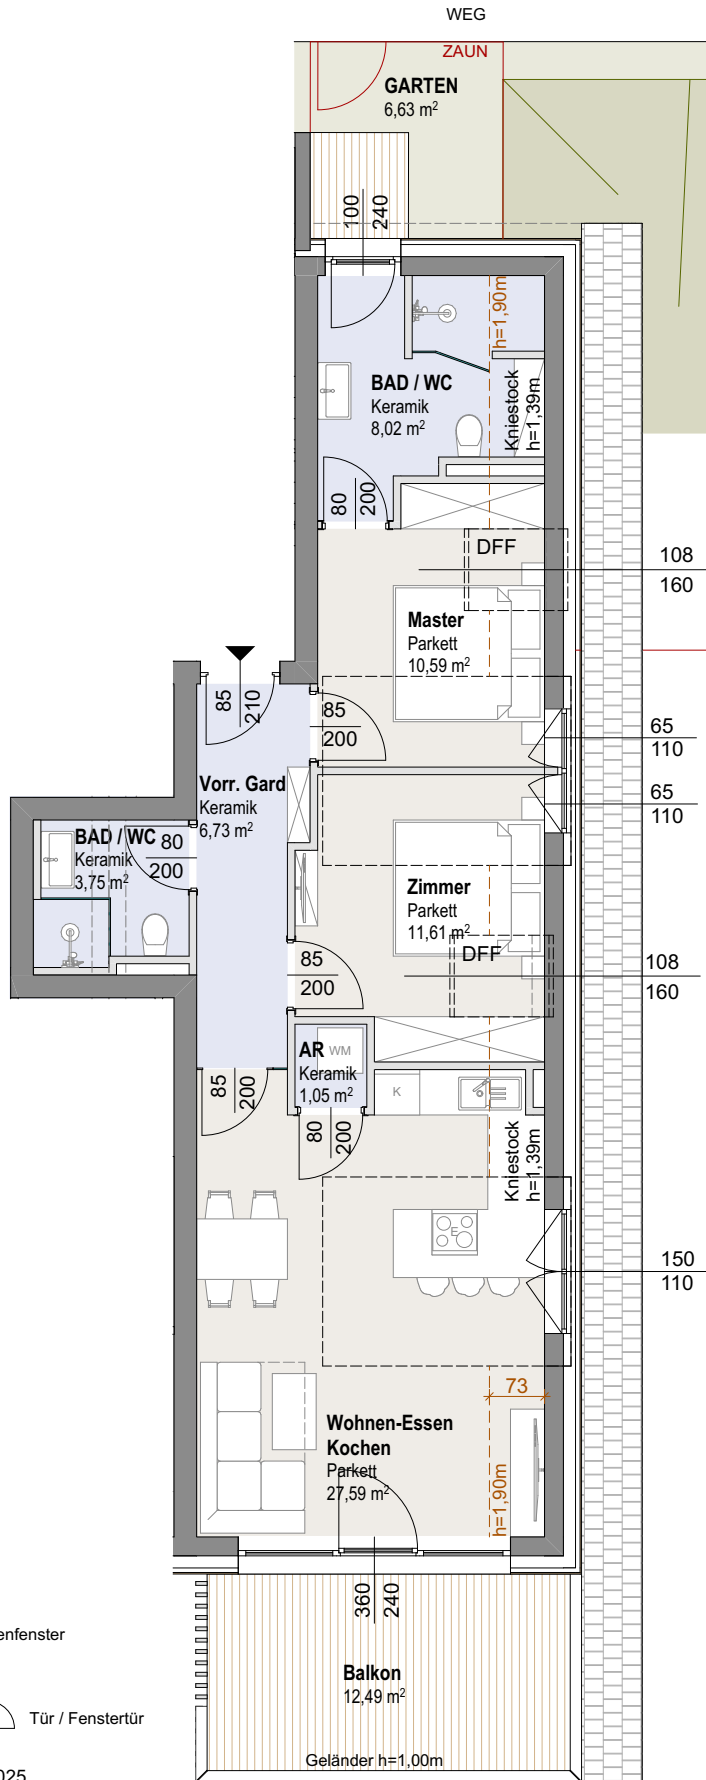 WEG
ZAUN
GARTEN
6,63 m²
100
240
h=1,90m
BAD / WC
Keramik
8,02 m²
Kniestock
h=1,39m
80
200
DFF
108
160
Master
Parkett
10,59 m²
85
210
85
200
65
110
Vorr. Gard
Keramik
6,73 m²
65
110
BAD / WC
Keramik
3,75 m²
80
200
Zimmer
Parkett
11,61 m²
DFF
85
200
108
160
AR
WM
Keramik
1,05 m²
85
200
K
80
200
Kniestock
h=1,39m
E
150
110
73
Wohnen-Essen
Kochen
Parkett
27,59 m²
h=1,90m
360
240
enfenster
Balkon
12,49 m²
Tür / Fenstertür
Geländer h=1,00m
025